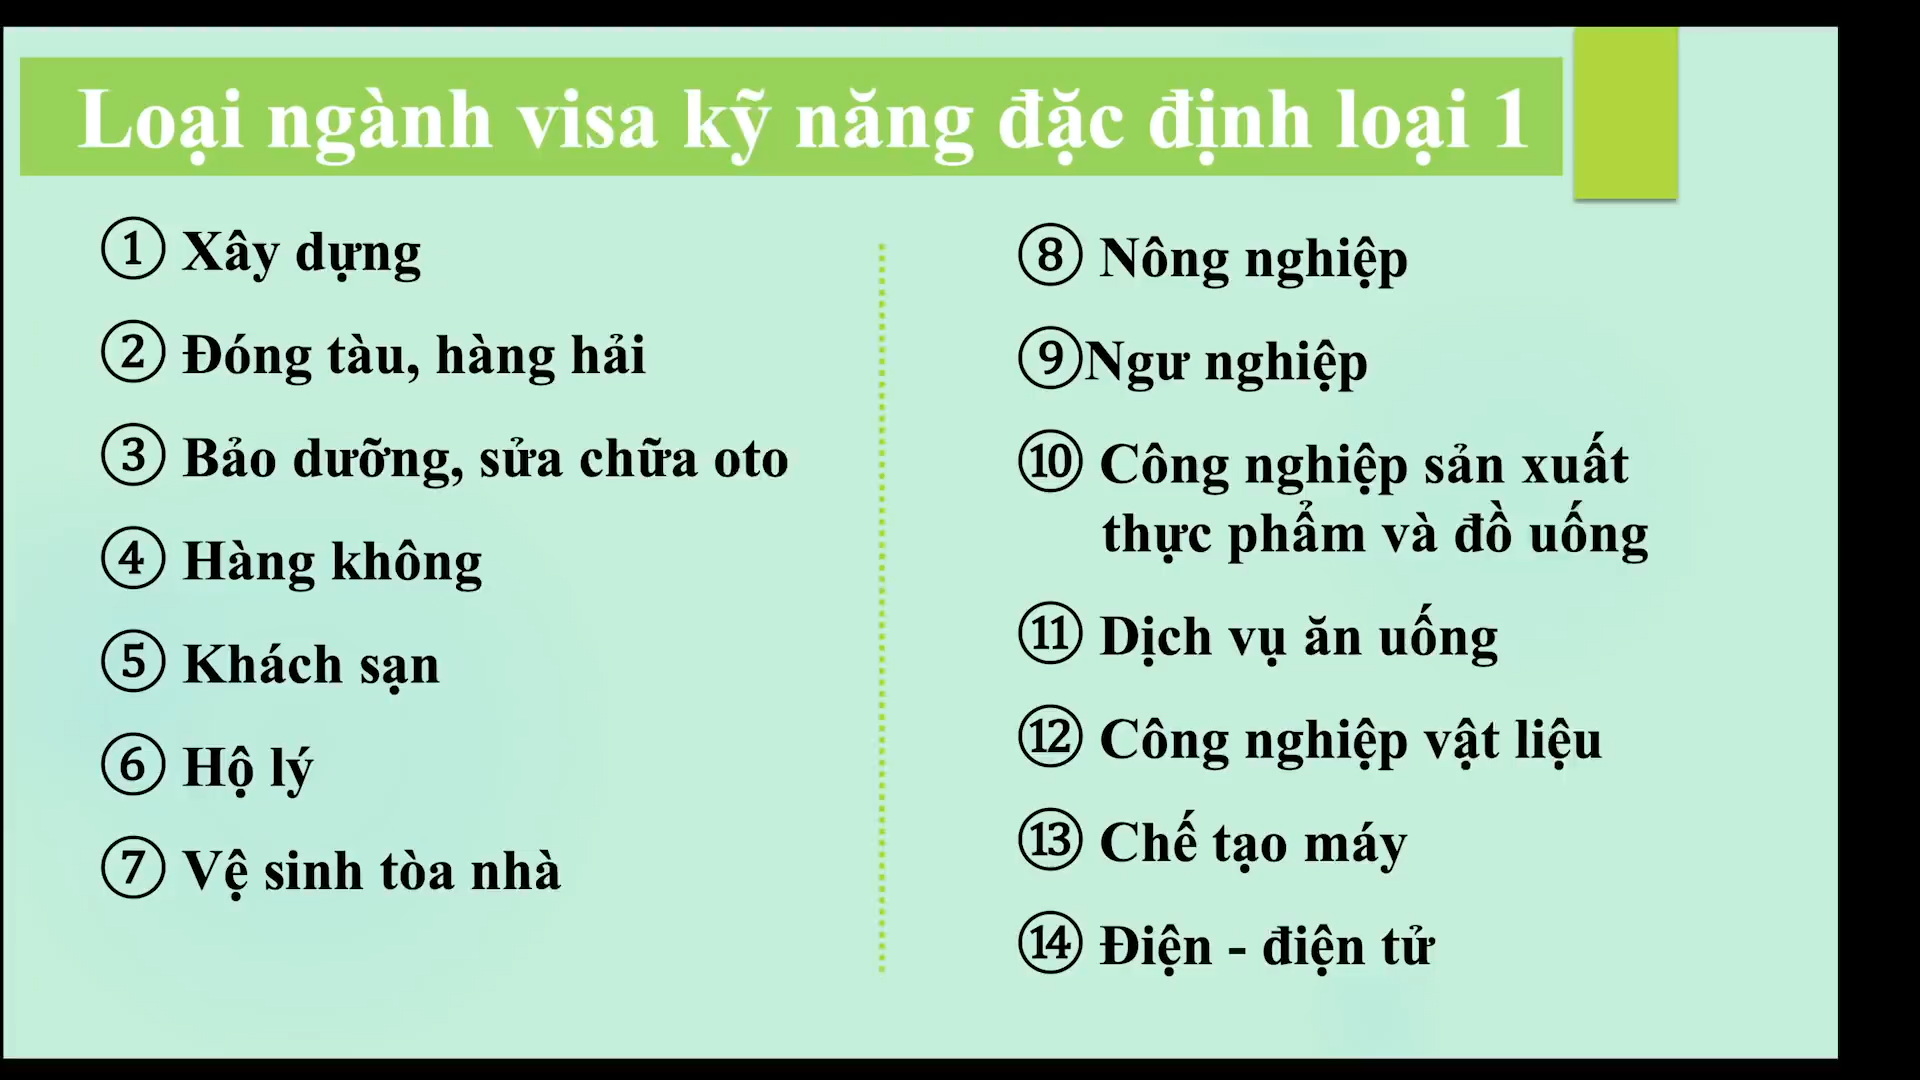 Loại ngành visa kỹ năng đặc định loại 1
① Xây dựng
② Đóng tàu, hàng hải
③ Bảo dưỡng, sửa chữa oto
④ Hàng không
⑤ Khách sạn
⑥ Hộ lý
⑦ Vệ sinh tòa nhà
⑧ Nông nghiệp
⑨Ngư nghiệp
⑩ Công nghiệp sản xuất
thực phẩm và đồ uống
⑪ Dịch vụ ăn uống
⑫ Công nghiệp vật liệu
⑬ Chế tạo máy
⑭ Điện - điện tử